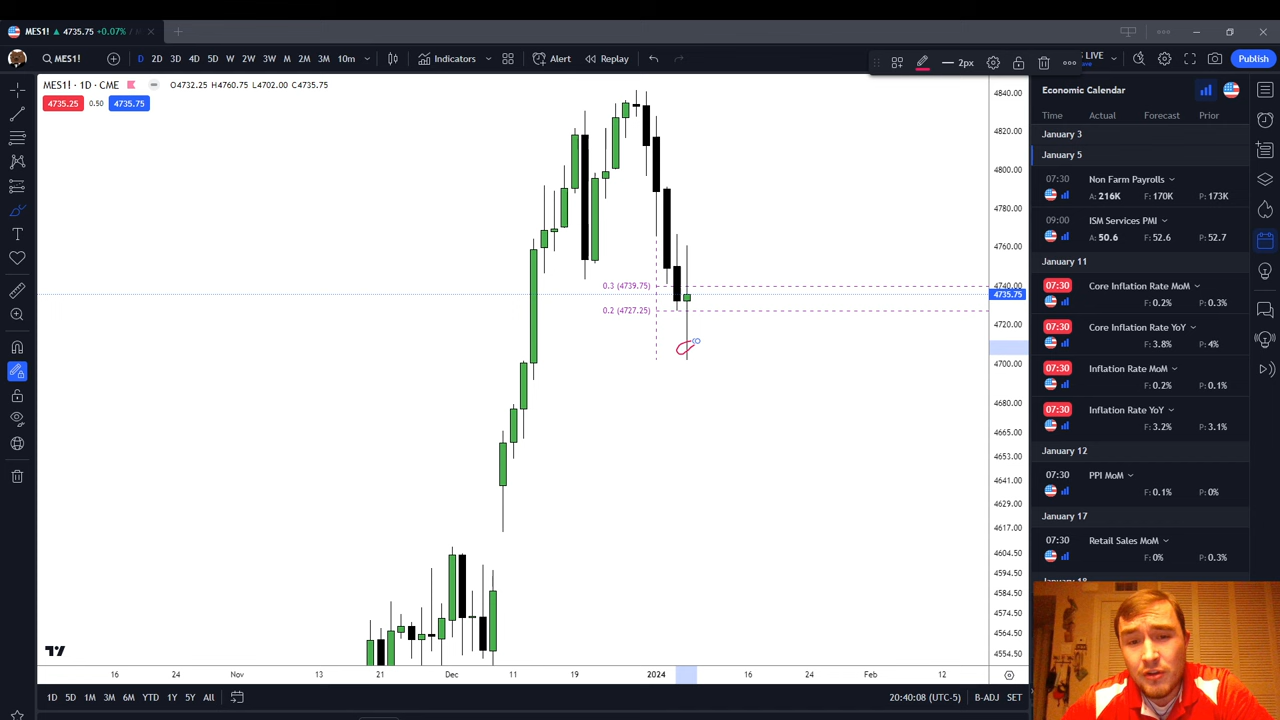 MES1! 4735.75 +0.07%
MES1! D 2D 3D 4D 5D W 2W 3W M 2M 3M 10m Indicators Alert Replay 2px LIVE Publish
MES1! · 1D · CME O4732.25 H4760.75 L4702.00 C4735.75
4735.25 0.50 4735.75
0.3 (4739.75)
0.2 (4727.25)
4840.00
4820.00
4800.00
4780.00
4760.00
4740.00
4735.75
4720.00
4700.00
4680.00
4665.00
4653.00
4641.00
4629.00
4617.00
4604.50
4594.50
4584.50
4574.50
4564.50
4554.50
16 24 Nov 13 21 Dec 11 19 2024 16 24 Feb 12
1D 5D 1M 3M 6M YTD 1Y 5Y All 20:40:08 (UTC-5) B-ADJ SET
Economic Calendar
Time Actual Forecast Prior
January 3
January 5
07:30 Non Farm Payrolls
A: 216K F: 170K P: 173K
09:00 ISM Services PMI
A: 50.6 F: 52.6 P: 52.7
January 11
07:30 Core Inflation Rate MoM
F: 0.2% P: 0.3%
07:30 Core Inflation Rate YoY
F: 3.8% P: 4%
07:30 Inflation Rate MoM
F: 0.2% P: 0.1%
07:30 Inflation Rate YoY
F: 3.2% P: 3.1%
January 12
07:30 PPI MoM
F: 0.1% P: 0%
January 17
07:30 Retail Sales MoM
F: 0% P: 0.3%